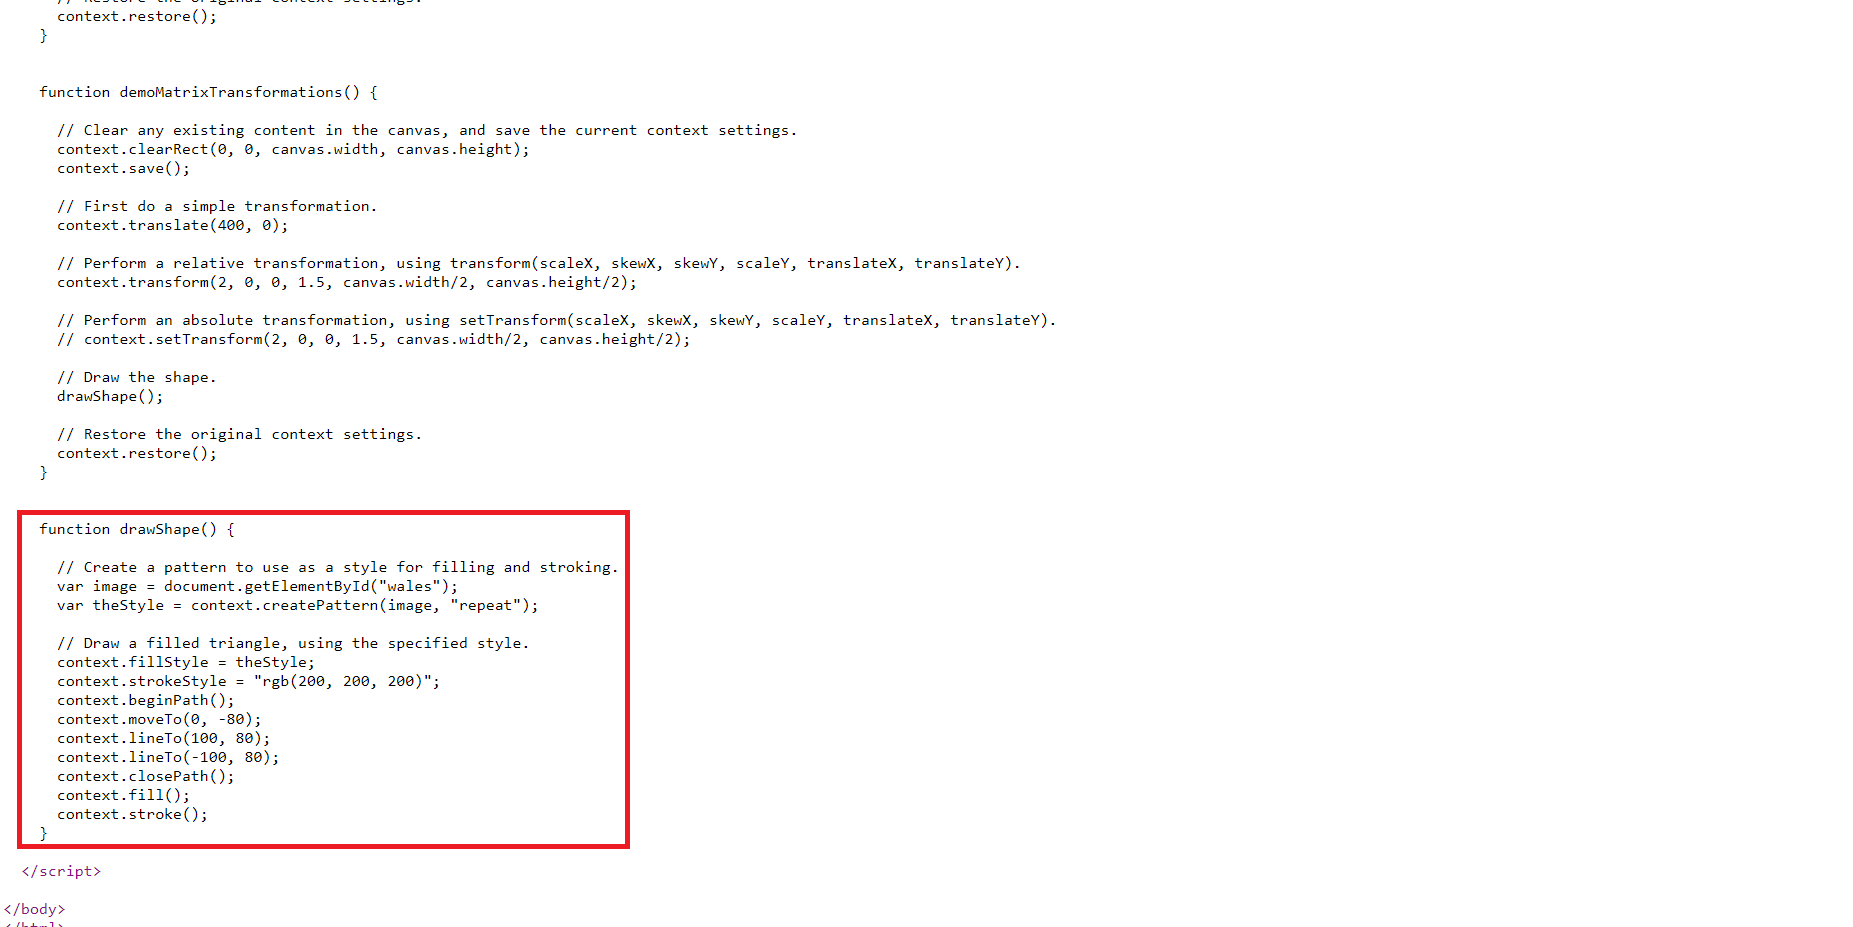 // Restore the original context settings.
context.restore();
}
function demoMatrixTransformations() {
// Clear any existing content in the canvas, and save the current context settings.
context.clearRect(0, 0, canvas.width, canvas.height);
context.save();
// First do a simple transformation.
context.translate(400, 0);
// Perform a relative transformation, using transform(scaleX, skewX, skewY, scaleY, translateX, translateY).
context.transform(2, 0, 0, 1.5, canvas.width/2, canvas.height/2);
// Perform an absolute transformation, using setTransform(scaleX, skewX, skewY, scaleY, translateX, translateY).
// context.setTransform(2, 0, 0, 1.5, canvas.width/2, canvas.height/2);
// Draw the shape.
drawShape();
// Restore the original context settings.
context.restore();
}
function drawShape() {
// Create a pattern to use as a style for filling and stroking.
var image = document.getElementById("wales");
var theStyle = context.createPattern(image, "repeat");
// Draw a filled triangle, using the specified style.
context.fillStyle = theStyle;
context.strokeStyle = "rgb(200, 200, 200)";
context.beginPath();
context.moveTo(0, -80);
context.lineTo(100, 80);
context.lineTo(-100, 80);
context.closePath();
context.fill();
context.stroke();
}
</script>
</body>
</html>